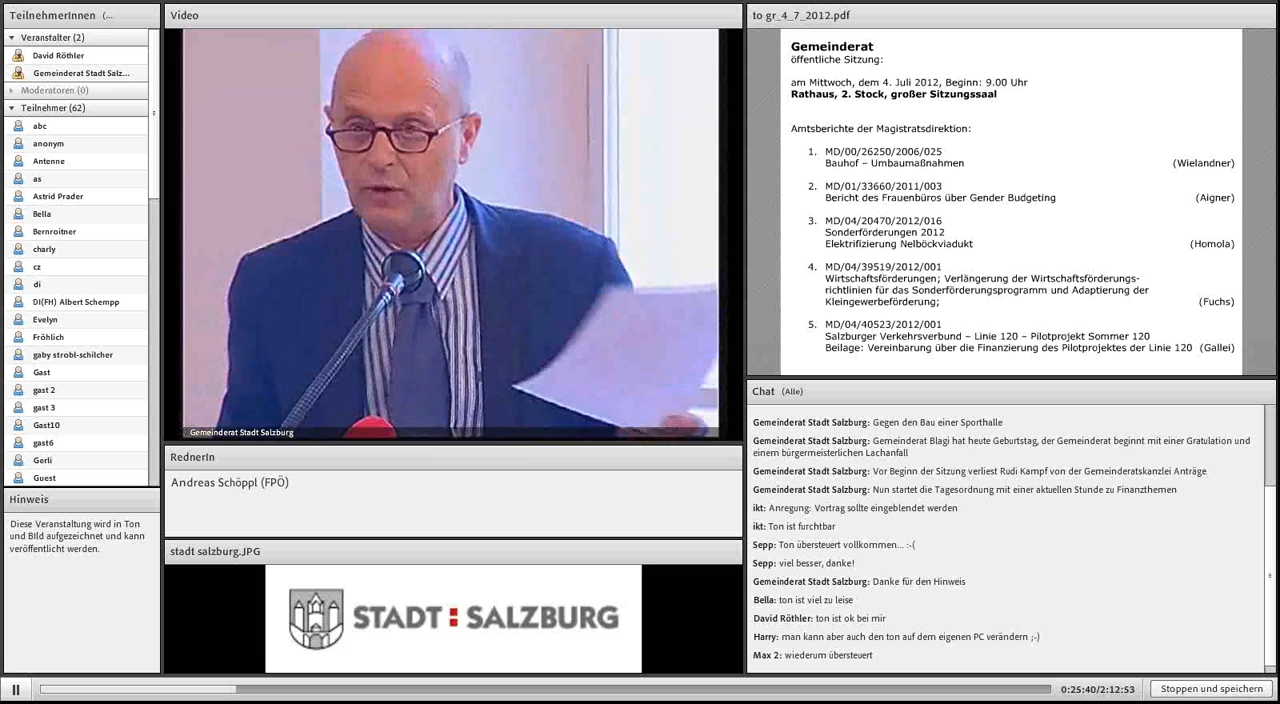 TeilnehmerInnen (...
Veranstalter (2)
David Röthler
Gemeinderat Stadt Salz...
Moderatoren (0)
Teilnehmer (62)
abc
anonym
Antenne
as
Astrid Prader
Bella
Bernroitner
charly
cz
di
DI(FH) Albert Schempp
Evelyn
Fröhlich
gaby strobl-schilcher
Gast
gast 2
gast 3
Gast10
gast6
Gerli
Guest
Hinweis
Diese Veranstaltung wird in Ton
und BIld aufgezeichnet und kann
veröffentlicht werden.
Video
Gemeinderat Stadt Salzburg
RednerIn
Andreas Schöppl (FPÖ)
stadt salzburg.JPG
STADT : SALZBURG
to gr_4_7_2012.pdf
Gemeinderat
öffentliche Sitzung:
am Mittwoch, dem 4. Juli 2012, Beginn: 9.00 Uhr
Rathaus, 2. Stock, großer Sitzungssaal
Amtsberichte der Magistratsdirektion:
1. MD/00/26250/2006/025
Bauhof – Umbaumaßnahmen (Wielandner)
2. MD/01/33660/2011/003
Bericht des Frauenbüros über Gender Budgeting (Aigner)
3. MD/04/20470/2012/016
Sonderförderungen 2012
Elektrifizierung Nelböckviadukt (Homola)
4. MD/04/39519/2012/001
Wirtschaftsförderungen; Verlängerung der Wirtschaftsförderungs-
richtlinien für das Sonderförderungsprogramm und Adaptierung der
Kleingewerbeförderung; (Fuchs)
5. MD/04/40523/2012/001
Salzburger Verkehrsverbund – Linie 120 – Pilotprojekt Sommer 120
Beilage: Vereinbarung über die Finanzierung des Pilotprojektes der Linie 120 (Gallei)
Chat (Alle)
Gemeinderat Stadt Salzburg: Gegen den Bau einer Sporthalle
Gemeinderat Stadt Salzburg: Gemeinderat Blagi hat heute Geburtstag, der Gemeinderat beginnt mit einer Gratulation und
einem bürgermeisterlichen Lachanfall
Gemeinderat Stadt Salzburg: Vor Beginn der Sitzung verliest Rudi Kampf von der Gemeinderatskanzlei Anträge
Gemeinderat Stadt Salzburg: Nun startet die Tagesordnung mit einer aktuellen Stunde zu Finanzthemen
ikt: Anregung: Vortrag sollte eingeblendet werden
ikt: Ton ist furchtbar
Sepp: Ton übersteuert vollkommen... :-(
Sepp: viel besser, danke!
Gemeinderat Stadt Salzburg: Danke für den Hinweis
Bella: ton ist viel zu leise
David Röthler: ton ist ok bei mir
Harry: man kann aber auch den ton auf dem eigenen PC verändern ;-)
Max 2: wiederum übersteuert
0:25:40/2:12:53
Stoppen und speichern